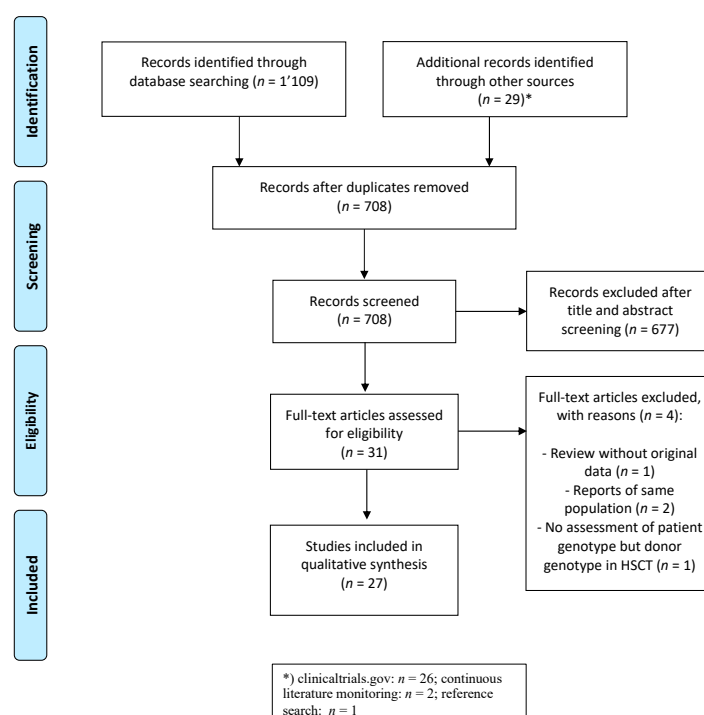 Identification
Records identified through
database searching (n = 1’109)
Additional records identified
through other sources
(n = 29)*
Records after duplicates removed
(n = 708)
Screening
Records screened
(n = 708)
Records excluded after
title and abstract
screening (n = 677)
Eligibility
Full-text articles assessed
for eligibility
(n = 31)
Full-text articles excluded,
with reasons (n = 4):
- Review without original
data (n = 1)
- Reports of same
population (n = 2)
- No assessment of patient
genotype but donor
genotype in HSCT (n = 1)
Included
Studies included in
qualitative synthesis
(n = 27)
*) clinicaltrials.gov: n = 26; continuous
literature monitoring: n = 2; reference
search: n = 1